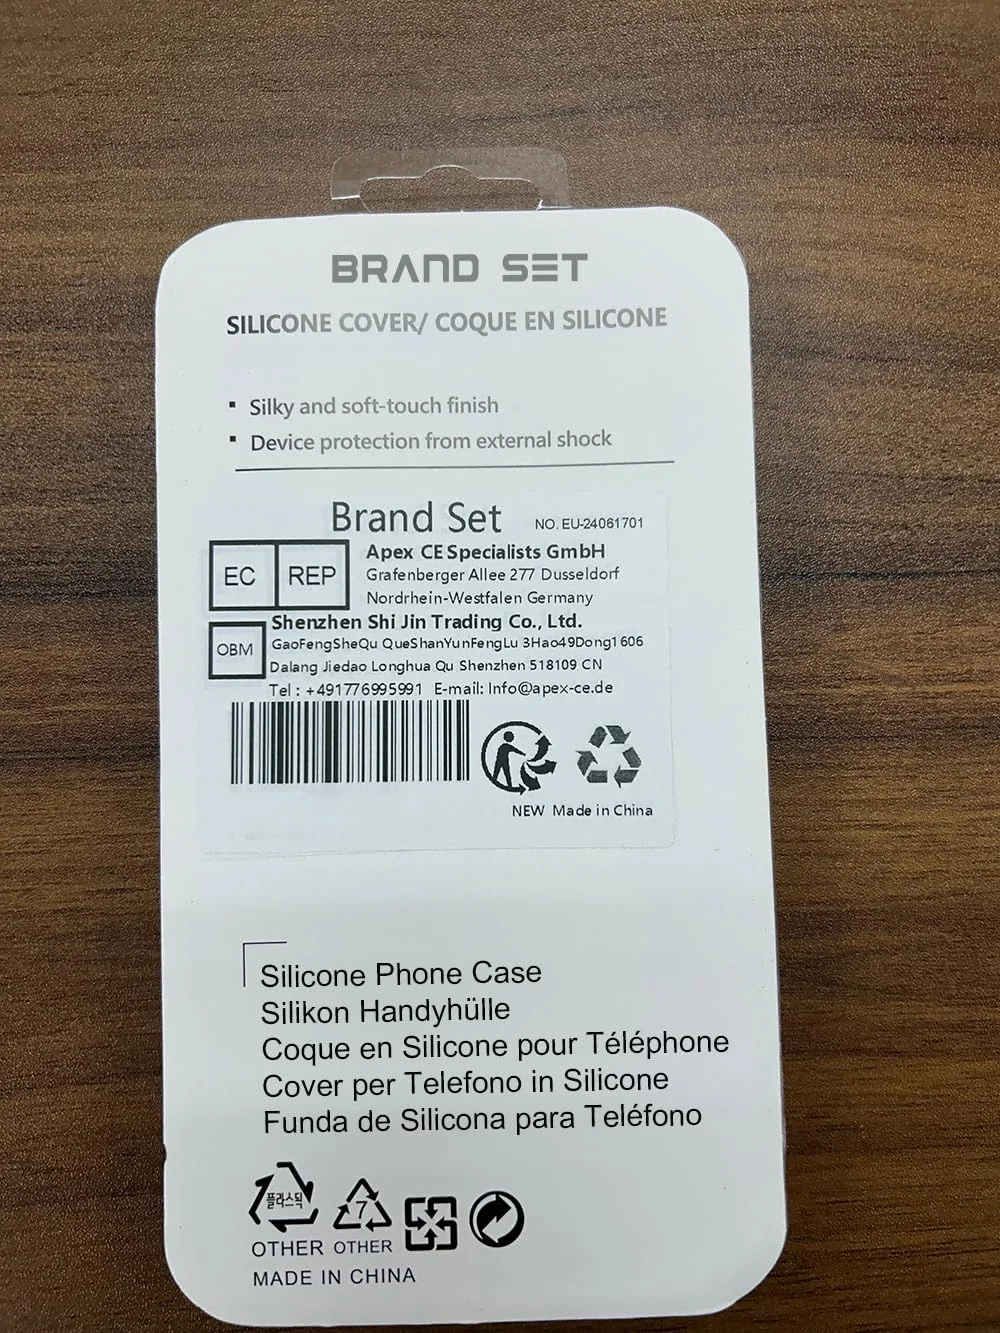 BRAND SET
SILICONE COVER/ COQUE EN SILICONE
▪ Silky and soft-touch finish
▪ Device protection from external shock
Brand Set NO. EU-24061701
EC REP
Apex CE Specialists GmbH
Grafenberger Allee 277 Dusseldorf
Nordrhein-Westfalen Germany
OBM
Shenzhen Shi Jin Trading Co., Ltd.
GaoFengSheQu QueShanYunFengLu 3Hao49Dong1606
Dalang Jiedao Longhua Qu Shenzhen 518109 CN
Tel : +491776995991 E-mail: Info@apex-ce.de
NEW Made in China
Silicone Phone Case
Silikon Handyhülle
Coque en Silicone pour Téléphone
Cover per Telefono in Silicone
Funda de Silicona para Teléfono
플라스틱 7
OTHER OTHER
MADE IN CHINA